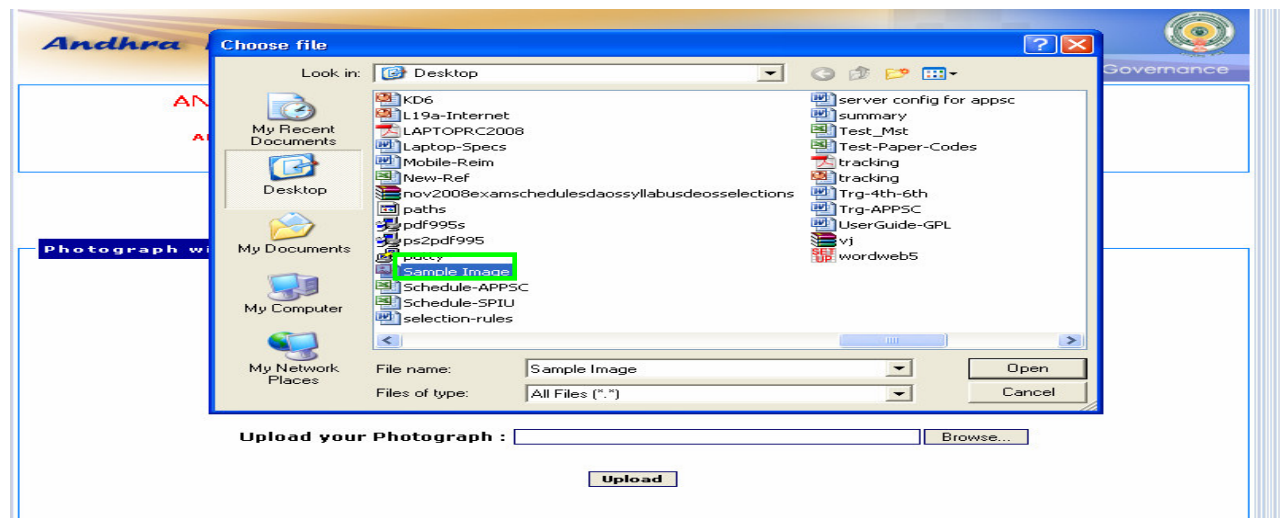 Andhra
Governance
AN
A
Choose file
Look in:
Desktop
My Recent
Documents
Desktop
My Documents
My Computer
My Network
Places
KD6
L19a-Internet
LAPTOPRC2008
Laptop-Specs
Mobile-Reim
New-Ref
nov2008examschedulesdaossyllabusdeosselections
paths
pdf995s
ps2pdf995
putty
Sample Image
Schedule-APPSC
Schedule-SPIU
selection-rules
server config for appsc
summary
Test_Mst
Test-Paper-Codes
tracking
tracking
Trg-4th-6th
Trg-APPSC
UserGuide-GPL
vj
wordweb5
File name:
Sample Image
Open
Files of type:
All Files (*.*)
Cancel
Photograph wi
Upload your Photograph :
Browse...
Upload